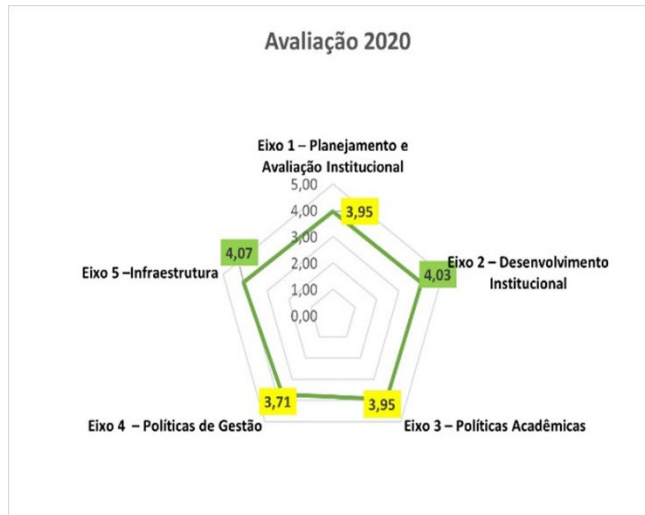 Avaliação 2020
Eixo 1 – Planejamento e
Avaliação Institucional
5,00
4,00
3,00
2,00
1,00
0,00
3,95
Eixo 2 – Desenvolvimento
Institucional
4,03
Eixo 3 – Políticas Acadêmicas
3,95
Eixo 4 – Políticas de Gestão
3,71
Eixo 5 –Infraestrutura
4,07